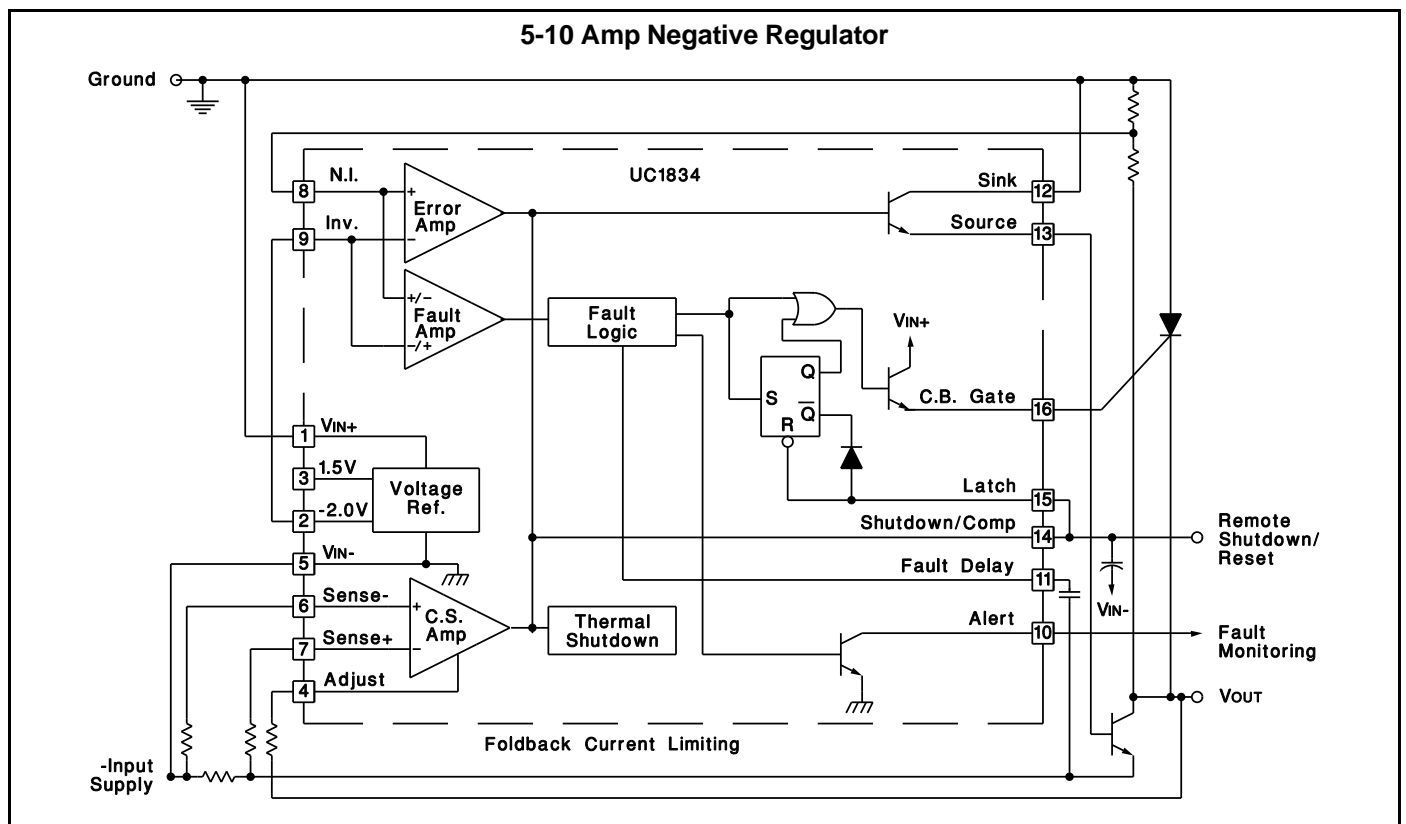 5-10 Amp Negative Regulator
Ground
UC1834
8
N.I.
+
Error
Amp
Sink
12
9
Inv.
−
Source
13
+/−
Fault
Amp
−/+
Fault
Logic
VIN+
S
Q
Q̅
R
C.B. Gate
16
1
VIN+
3
1.5V
Voltage
Ref.
2
-2.0V
Latch
15
Shutdown/Comp
14
Remote
Shutdown/
Reset
5
VIN-
Fault Delay
11
VIN-
6
Sense-
+
C.S.
Amp
Thermal
Shutdown
Alert
10
Fault
Monitoring
7
Sense+
−
4
Adjust
VOUT
Foldback Current Limiting
-Input
Supply